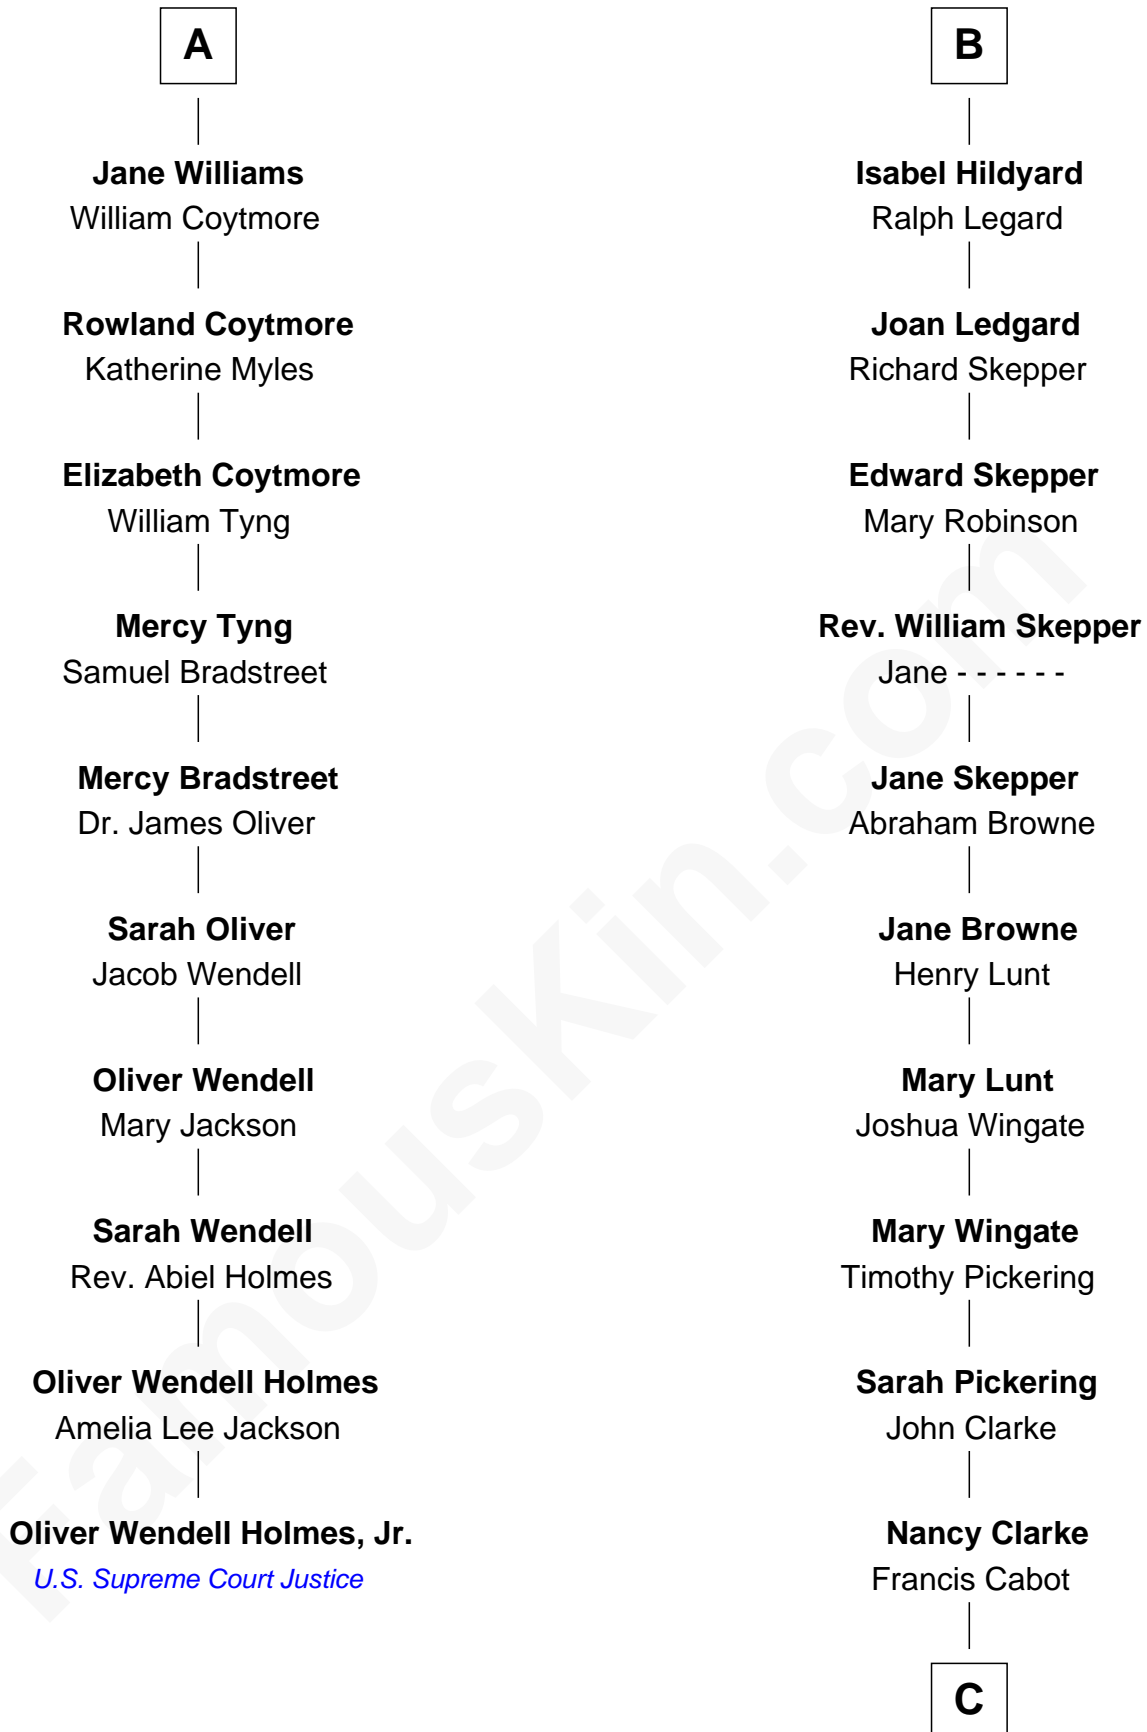 A
Jane Williams
William Coytmore
Rowland Coytmore
Katherine Myles
Elizabeth Coytmore
William Tyng
Mercy Tyng
Samuel Bradstreet
Mercy Bradstreet
Dr. James Oliver
Sarah Oliver
Jacob Wendell
Oliver Wendell
Mary Jackson
Sarah Wendell
Rev. Abiel Holmes
Oliver Wendell Holmes
Amelia Lee Jackson
Oliver Wendell Holmes, Jr.
U.S. Supreme Court Justice
B
Isabel Hildyard
Ralph Legard
Joan Ledgard
Richard Skepper
Edward Skepper
Mary Robinson
Rev. William Skepper
Jane - - - - - -
Jane Skepper
Abraham Browne
Jane Browne
Henry Lunt
Mary Lunt
Joshua Wingate
Mary Wingate
Timothy Pickering
Sarah Pickering
John Clarke
Nancy Clarke
Francis Cabot
C
FamousKin.com